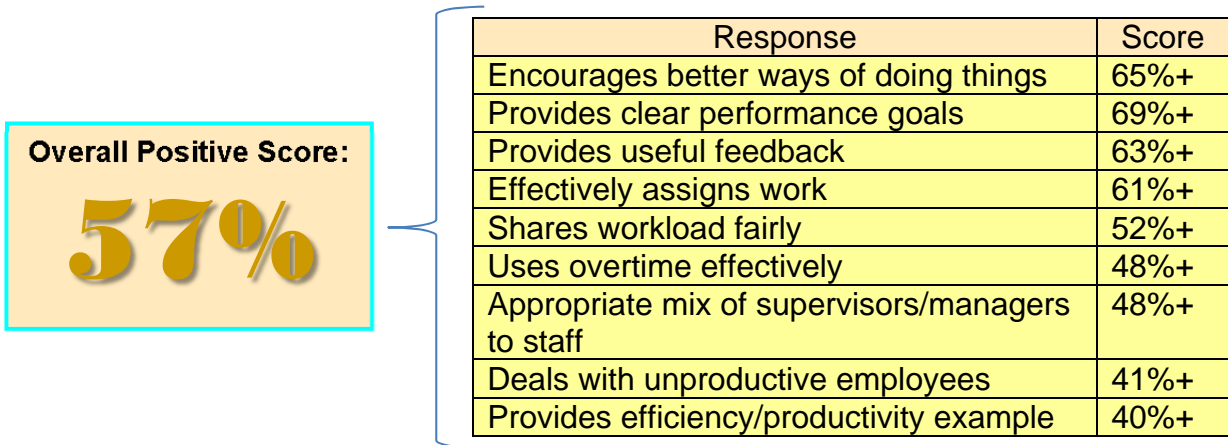 Overall Positive Score:
57%
Response Score
Encourages better ways of doing things 65%+
Provides clear performance goals 69%+
Provides useful feedback 63%+
Effectively assigns work 61%+
Shares workload fairly 52%+
Uses overtime effectively 48%+
Appropriate mix of supervisors/managers 48%+
to staff
Deals with unproductive employees 41%+
Provides efficiency/productivity example 40%+